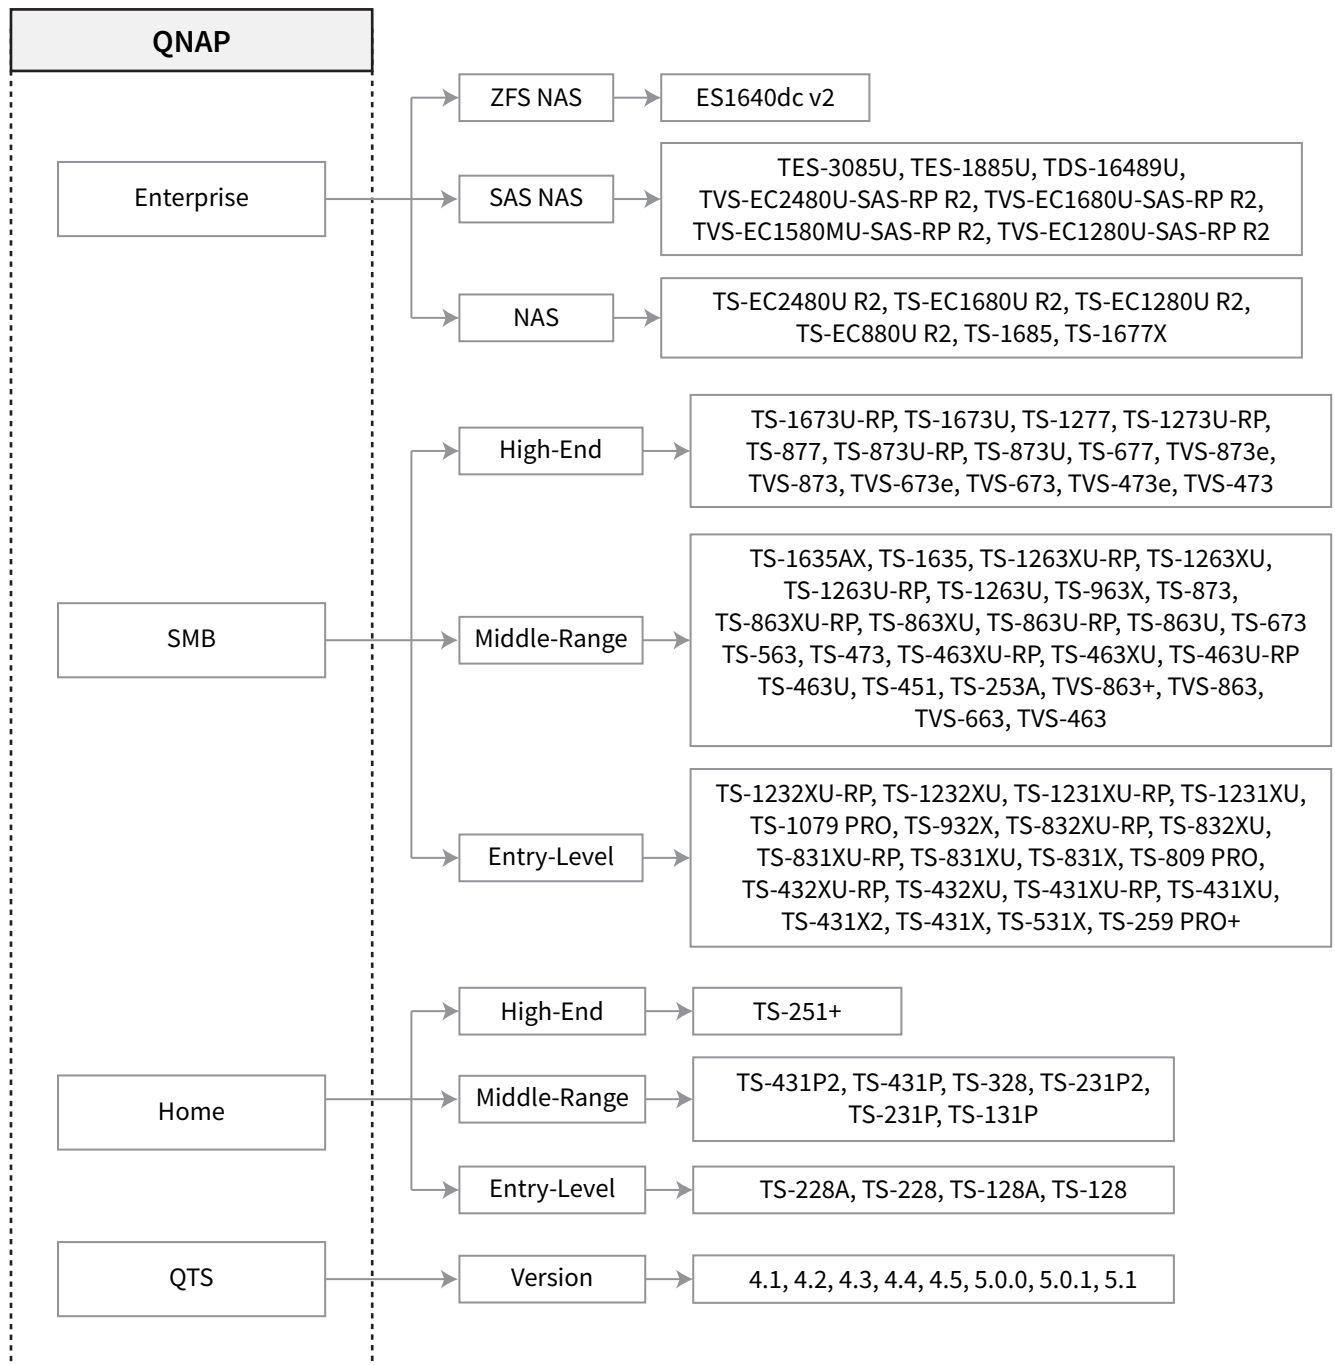 QNAP
Enterprise
ZFS NAS
ES1640dc v2
SAS NAS
TES-3085U, TES-1885U, TDS-16489U,
TVS-EC2480U-SAS-RP R2, TVS-EC1680U-SAS-RP R2,
TVS-EC1580MU-SAS-RP R2, TVS-EC1280U-SAS-RP R2
NAS
TS-EC2480U R2, TS-EC1680U R2, TS-EC1280U R2,
TS-EC880U R2, TS-1685, TS-1677X
SMB
High-End
TS-1673U-RP, TS-1673U, TS-1277, TS-1273U-RP,
TS-877, TS-873U-RP, TS-873U, TS-677, TVS-873e,
TVS-873, TVS-673e, TVS-673, TVS-473e, TVS-473
Middle-Range
TS-1635AX, TS-1635, TS-1263XU-RP, TS-1263XU,
TS-1263U-RP, TS-1263U, TS-963X, TS-873,
TS-863XU-RP, TS-863XU, TS-863U-RP, TS-863U, TS-673
TS-563, TS-473, TS-463XU-RP, TS-463XU, TS-463U-RP
TS-463U, TS-451, TS-253A, TVS-863+, TVS-863,
TVS-663, TVS-463
Entry-Level
TS-1232XU-RP, TS-1232XU, TS-1231XU-RP, TS-1231XU,
TS-1079 PRO, TS-932X, TS-832XU-RP, TS-832XU,
TS-831XU-RP, TS-831XU, TS-831X, TS-809 PRO,
TS-432XU-RP, TS-432XU, TS-431XU-RP, TS-431XU,
TS-431X2, TS-431X, TS-531X, TS-259 PRO+
Home
High-End
TS-251+
Middle-Range
TS-431P2, TS-431P, TS-328, TS-231P2,
TS-231P, TS-131P
Entry-Level
TS-228A, TS-228, TS-128A, TS-128
QTS
Version
4.1, 4.2, 4.3, 4.4, 4.5, 5.0.0, 5.0.1, 5.1